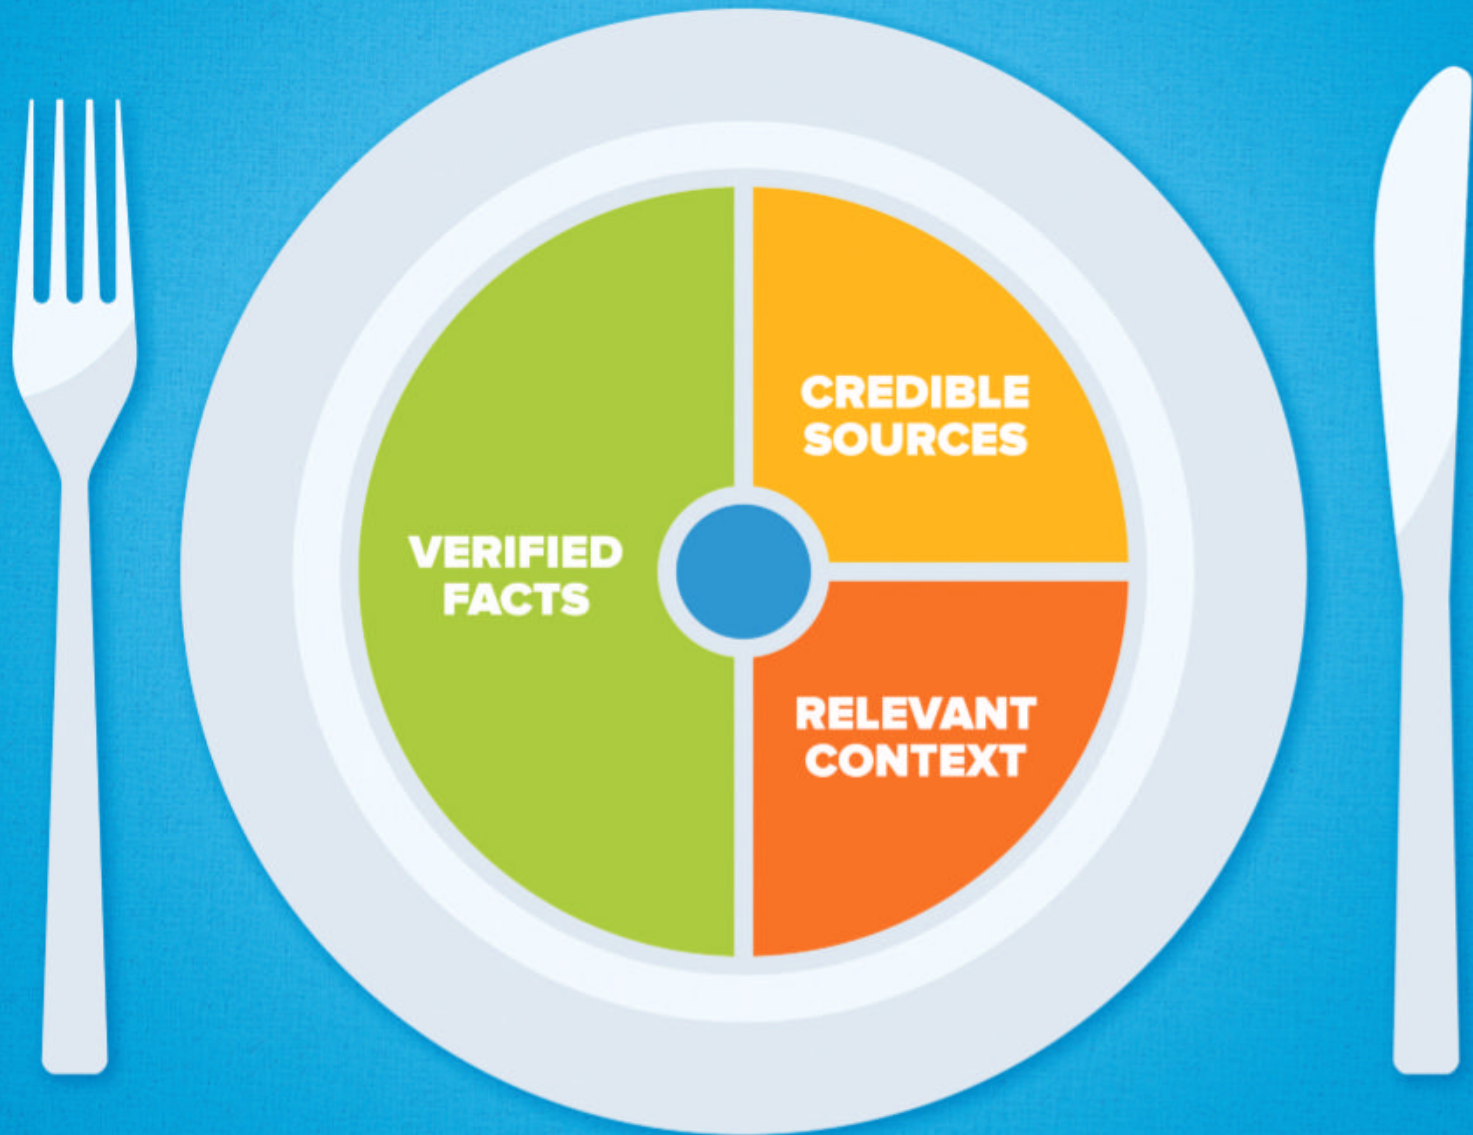 VERIFIED
FACTS
CREDIBLE
SOURCES
RELEVANT
CONTEXT